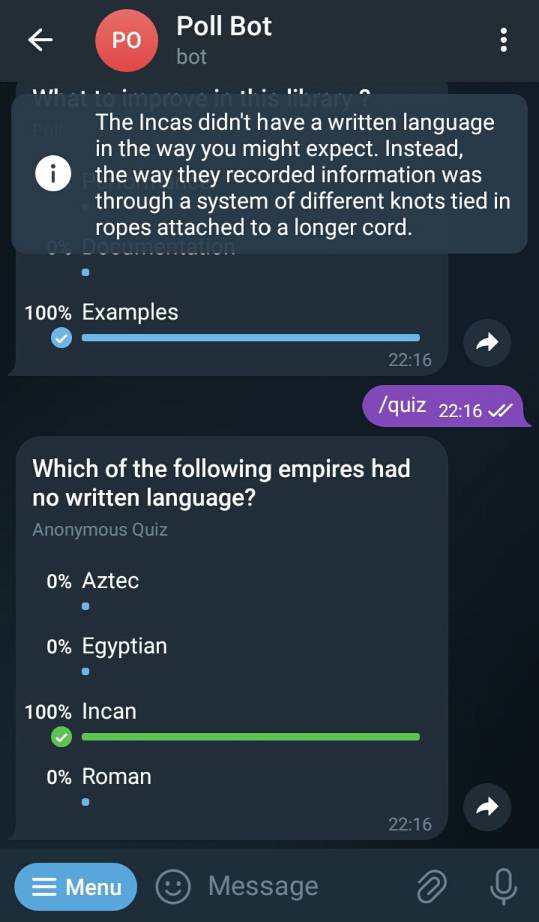 PO
Poll Bot
bot
What to improve in this library ?
Poll
The Incas didn't have a written language
in the way you might expect. Instead,
the way they recorded information was
through a system of different knots tied in
ropes attached to a longer cord.
0% Documentation
100% Examples
22:16
/quiz 22:16
Which of the following empires had
no written language?
Anonymous Quiz
0% Aztec
0% Egyptian
100% Incan
0% Roman
22:16
Menu
Message